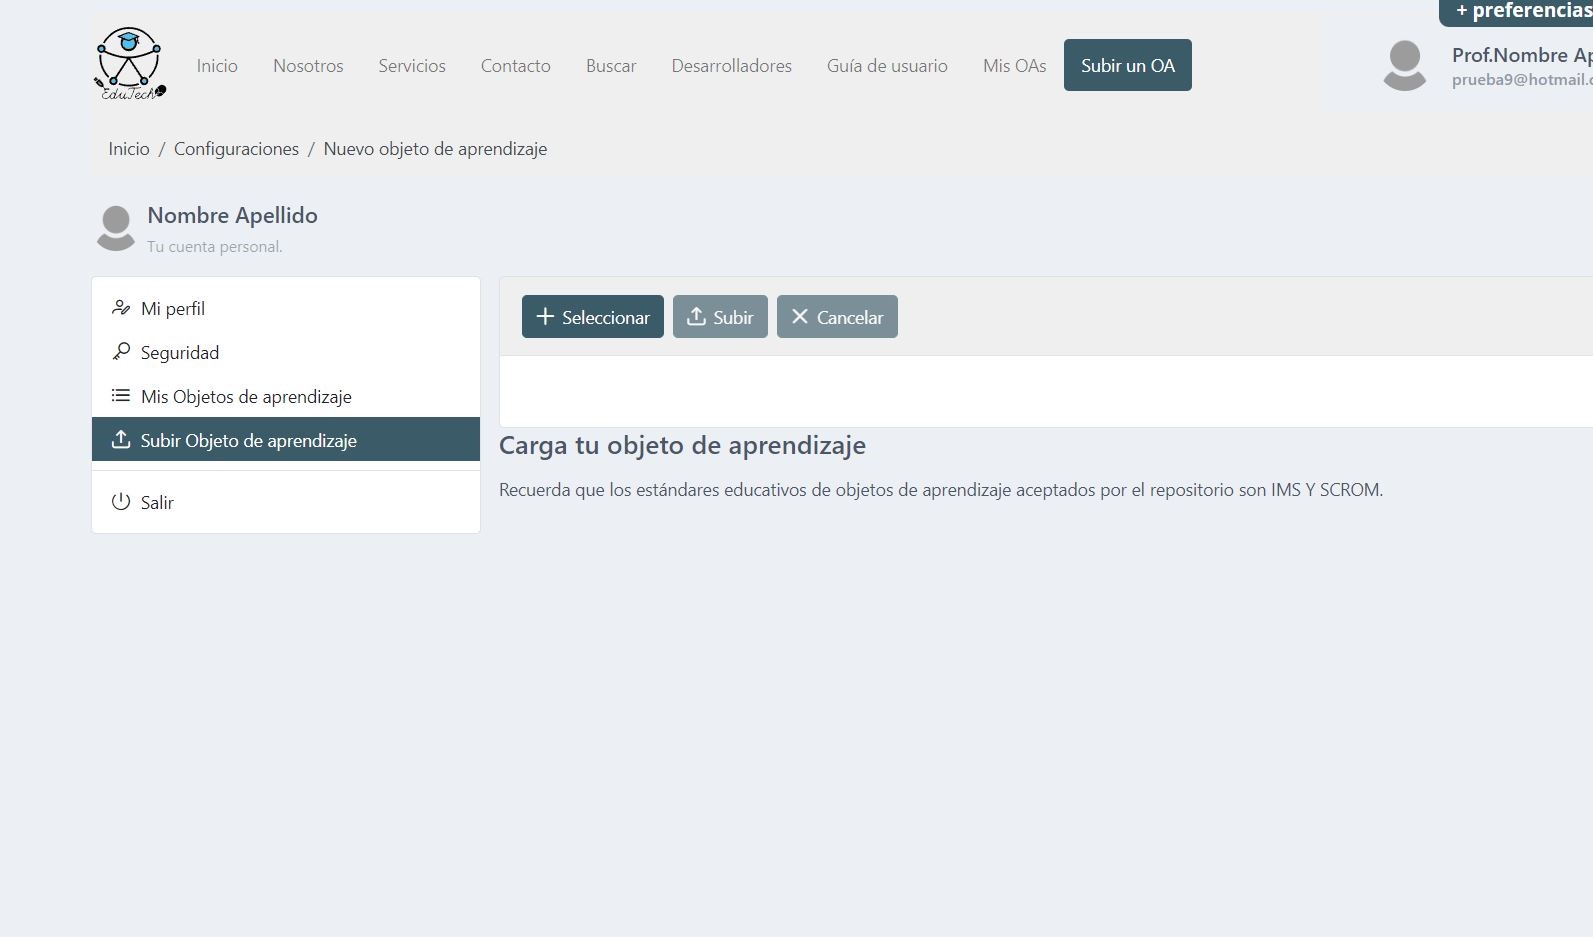 + preferencias
EduTech
Inicio Nosotros Servicios Contacto Buscar Desarrolladores Guía de usuario Mis OAs Subir un OA
Prof.Nombre
prueba9@hotmail.
Inicio / Configuraciones / Nuevo objeto de aprendizaje
Nombre Apellido
Tu cuenta personal.
Mi perfil
Seguridad
Mis Objetos de aprendizaje
Subir Objeto de aprendizaje
Salir
Seleccionar Subir Cancelar
Carga tu objeto de aprendizaje
Recuerda que los estándares educativos de objetos de aprendizaje aceptados por el repositorio son IMS Y SCROM.